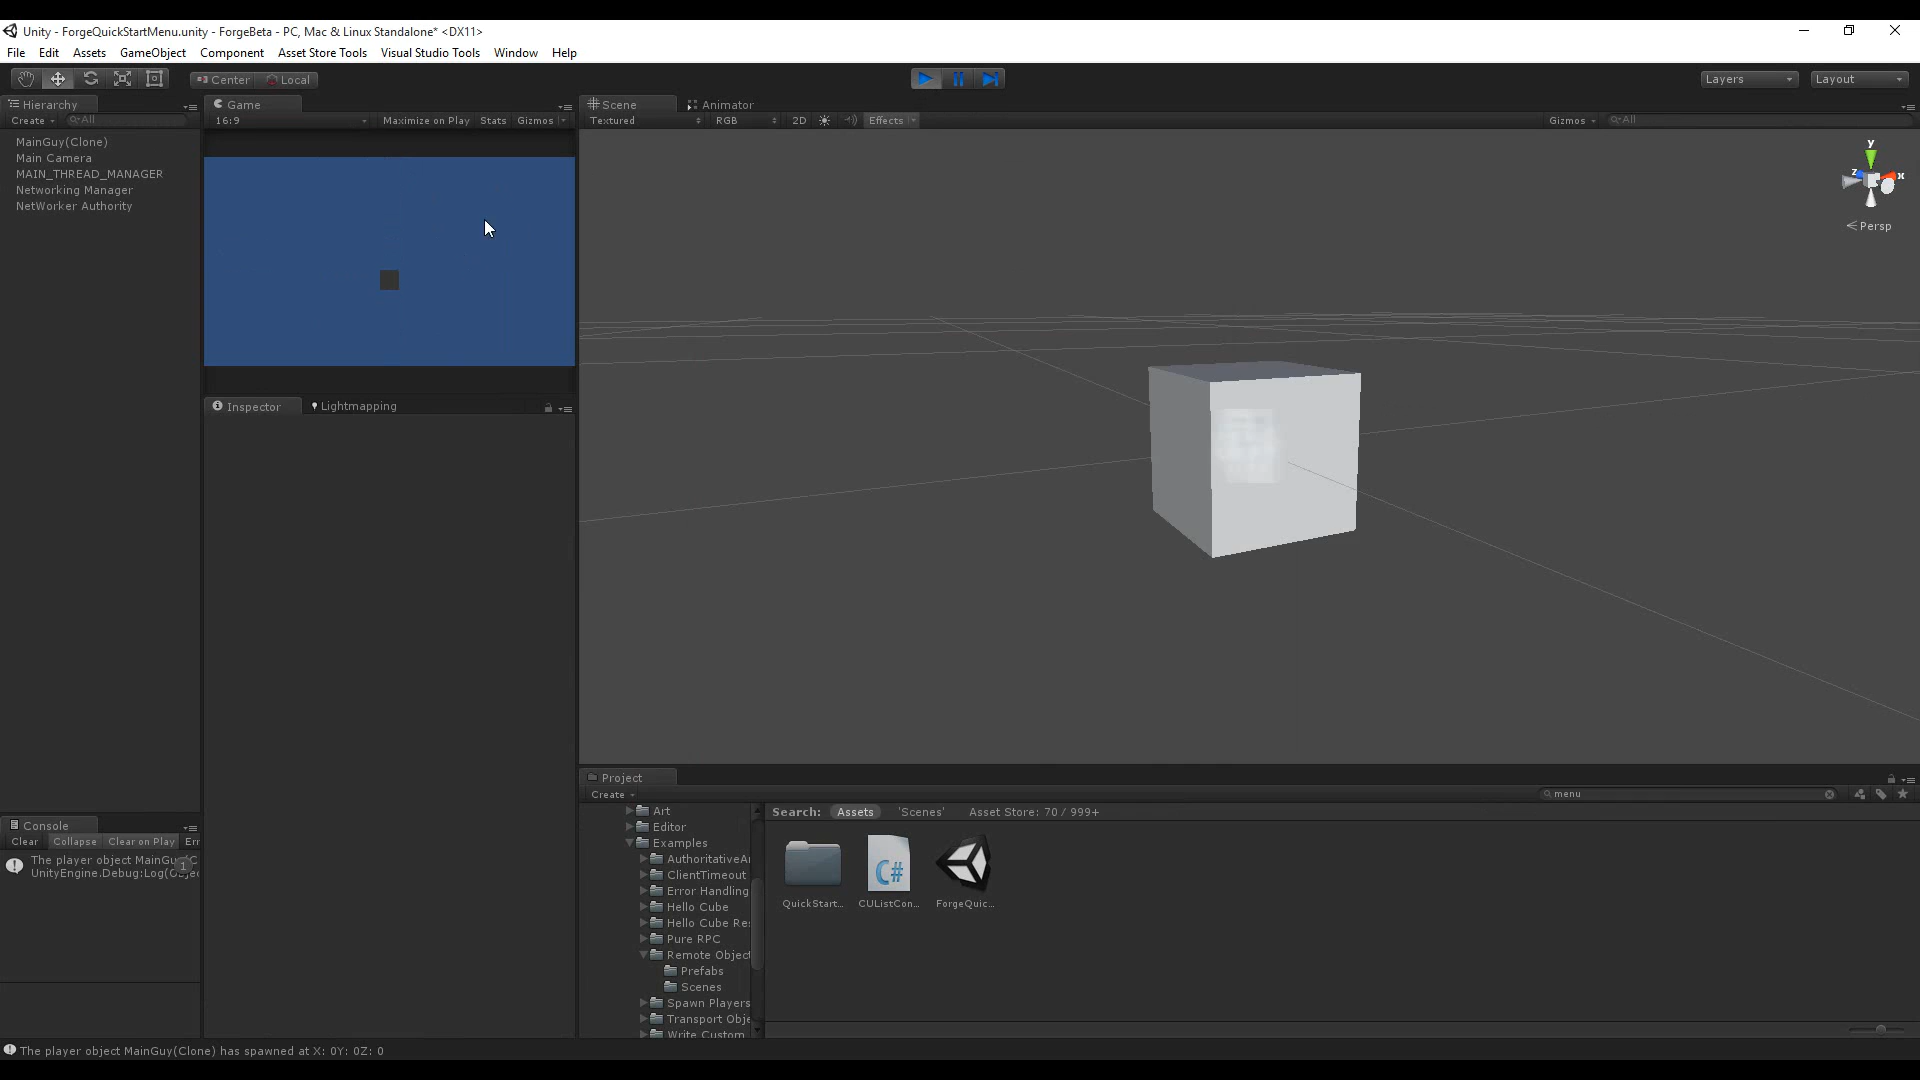 Unity - ForgeQuickStartMenu.unity - ForgeBeta - PC, Mac & Linux Standalone* <DX11>
File Edit Assets GameObject Component Asset Store Tools Visual Studio Tools Window Help
Center Local Layers Layout
Hierarchy Game Scene Animator
Create All 16:9 Maximize on Play Stats Gizmos Textured RGB 2D Effects Gizmos All
MainGuy(Clone)
Main Camera
MAIN_THREAD_MANAGER
Networking Manager
NetWorker Authority
y
z x
Persp
Inspector Lightmapping
Project
Create menu
Art
Editor
Examples
AuthoritativeA
ClientTimeout
Error Handling
Hello Cube
Hello Cube Re
Pure RPC
Remote Object
Prefabs
Scenes
Spawn Players
Transport Obje
Write Custom
Search: Assets 'Scenes' Asset Store: 70 / 999+
C#
QuickStart... CUListCon... ForgeQuic...
Console
Clear Collapse Clear on Play Err
The player object MainGuy(C 1
UnityEngine.Debug:Log(Obje
The player object MainGuy(Clone) has spawned at X: 0Y: 0Z: 0